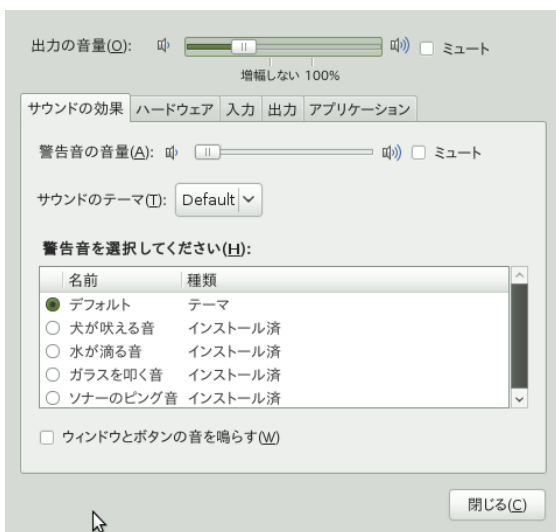 出力の音量(O): ミュート
増幅しない 100%
サウンドの効果 ハードウェア 入力 出力 アプリケーション
警告音の音量(A): ミュート
サウンドのテーマ(T): Default
警告音を選択してください(H):
名前 種類
デフォルト テーマ
犬が吠える音 インストール済
水が滴る音 インストール済
ガラスを叩く音 インストール済
ソナーのピング音 インストール済
ウィンドウとボタンの音を鳴らす(W)
閉じる(C)